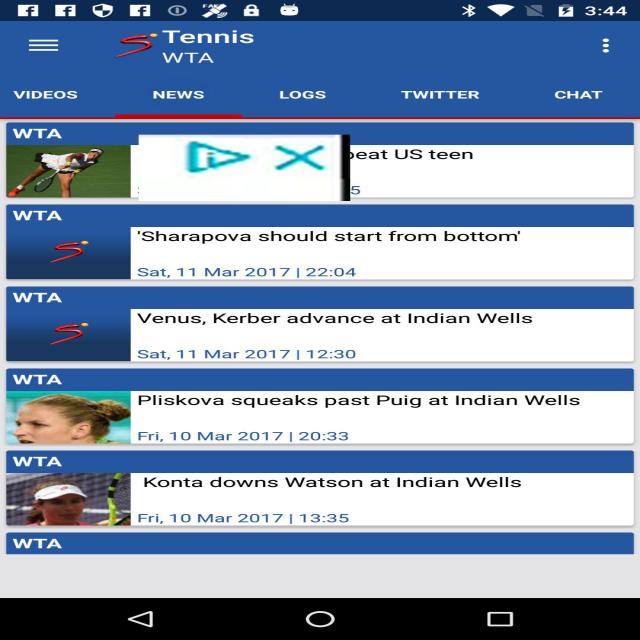 3:44
Tennis
WTA
VIDEOS NEWS LOGS TWITTER CHAT
WTA
beat US teen
5
WTA
'Sharapova should start from bottom'
Sat, 11 Mar 2017 | 22:04
WTA
Venus, Kerber advance at Indian Wells
Sat, 11 Mar 2017 | 12:30
WTA
Pliskova squeaks past Puig at Indian Wells
Fri, 10 Mar 2017 | 20:33
WTA
Konta downs Watson at Indian Wells
Fri, 10 Mar 2017 | 13:35
WTA